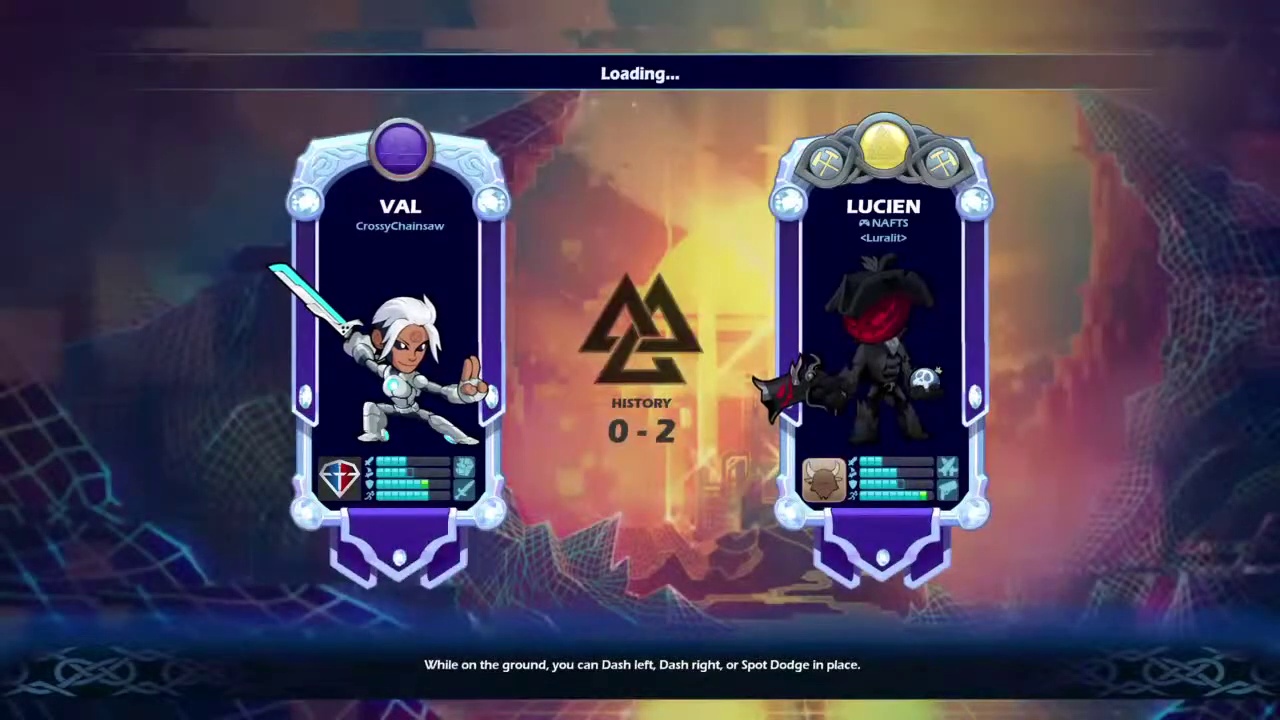 Loading...
VAL
CrossyChainsaw
LUCIEN
NAFTS
<Luralit>
HISTORY
0 - 2
While on the ground, you can Dash left, Dash right, or Spot Dodge in place.